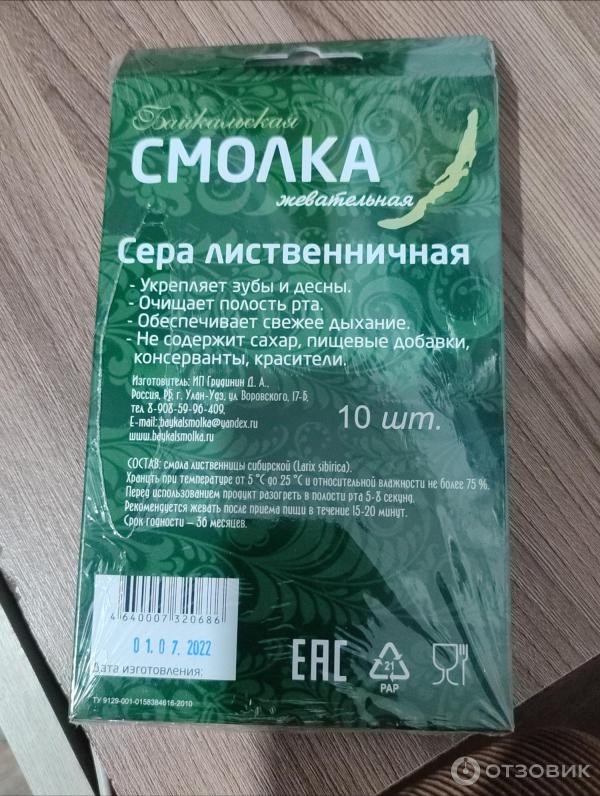 Байкальская
СМОЛКА
жевательная
Сера лиственничная
- Укрепляет зубы и десны.
- Очищает полость рта.
- Обеспечивает свежее дыхание.
- Не содержит сахар, пищевые добавки,
консерванты, красители.
Изготовитель: ИП Грудинин Д. А.,
Россия, РБ, г. Улан-Удэ, ул. Воровского, 17-Б,
тел 8-908-59-96-409.
E-mail: baykalsmolka@yandex.ru
www.baykalsmolka.ru
10 шт.
СОСТАВ: смола лиственницы сибирской (Larix sibirica).
Хранить при температуре от 5 °С до 25 °С и относительной влажности не более 75 %.
Перед использованием продукт разогреть в полости рта 5-8 секунд.
Рекомендуется жевать после приема пищи в течение 15-20 минут.
Срок годности – 36 месяцев.
4 640007 320686
01.07.2022
Дата изготовления:
ЕАС
21
PAP
ТУ 9129-001-0158384616-2010
ОТЗОВИК